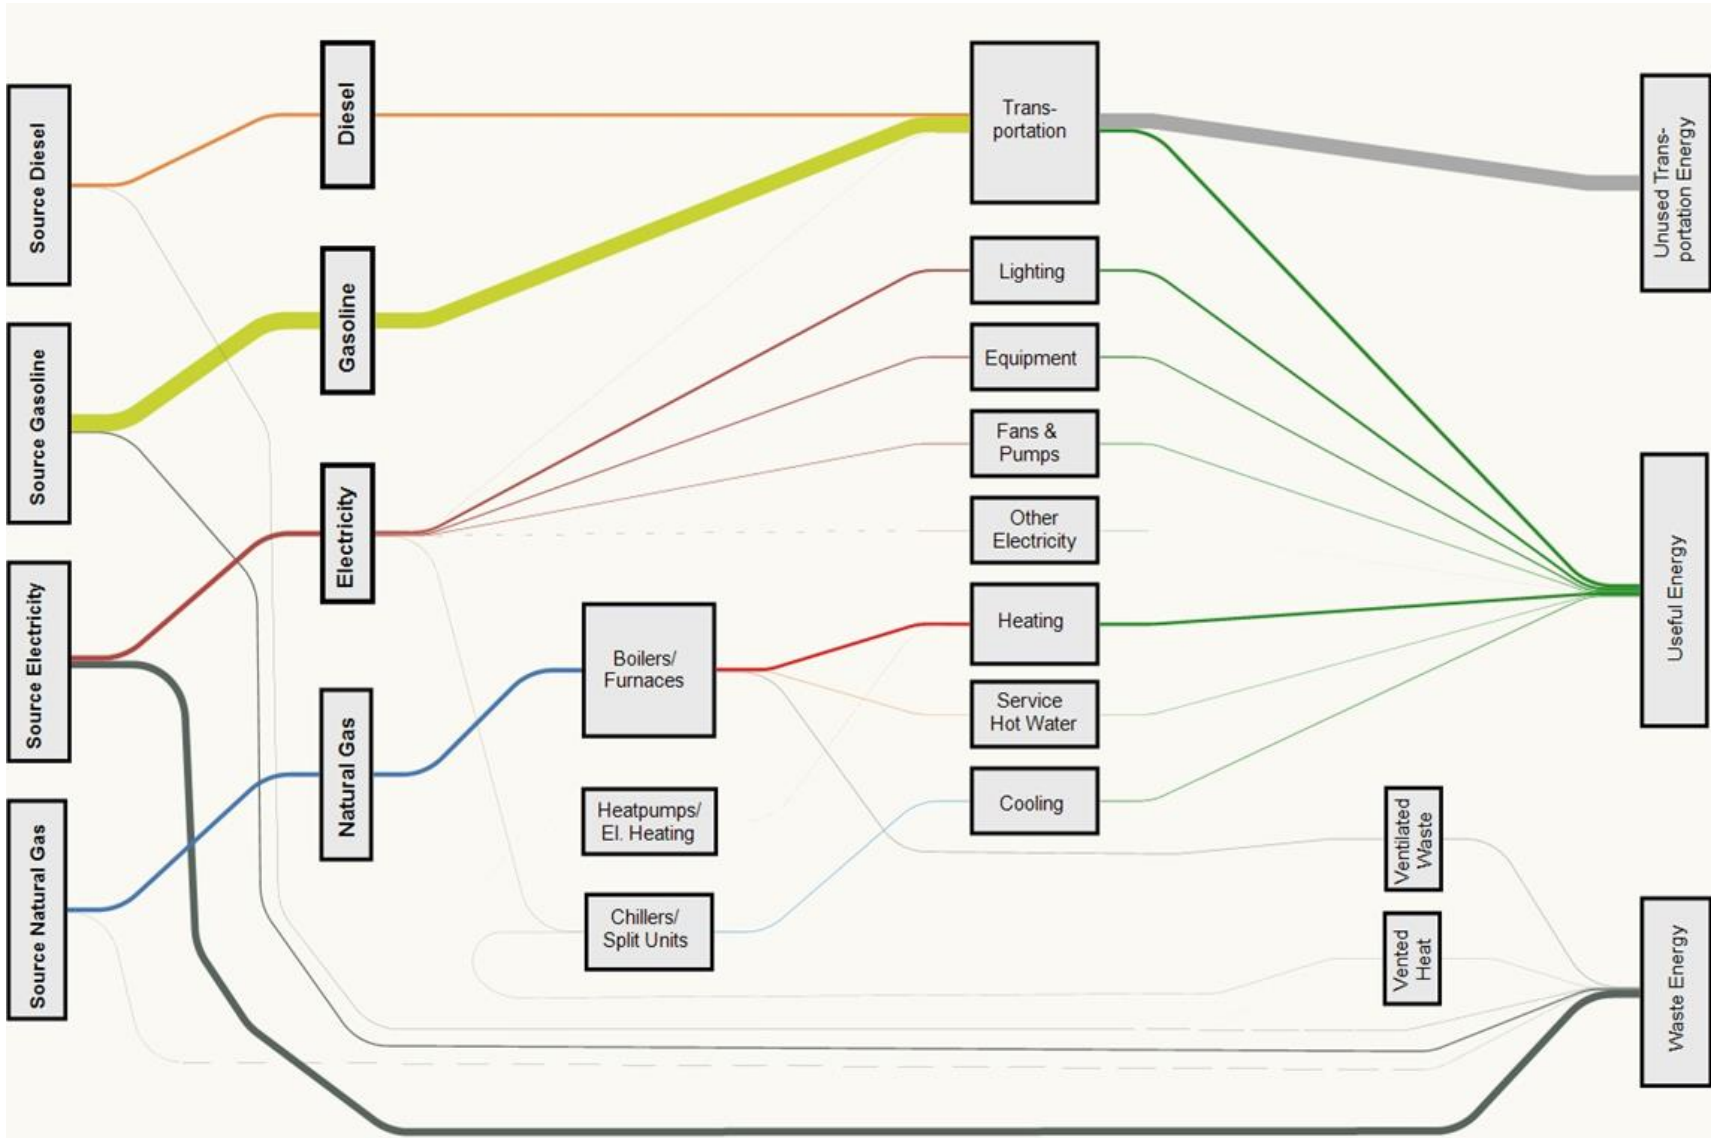 Source Diesel
Source Gasoline
Source Electricity
Source Natural Gas
Diesel
Gasoline
Electricity
Natural Gas
Boilers/
Furnaces
Heatpumps/
El. Heating
Chillers/
Split Units
Trans-
portation
Lighting
Equipment
Fans &
Pumps
Other
Electricity
Heating
Service
Hot Water
Cooling
Ventilated
Waste
Vented
Heat
Unused Trans-
portation Energy
Useful Energy
Waste Energy